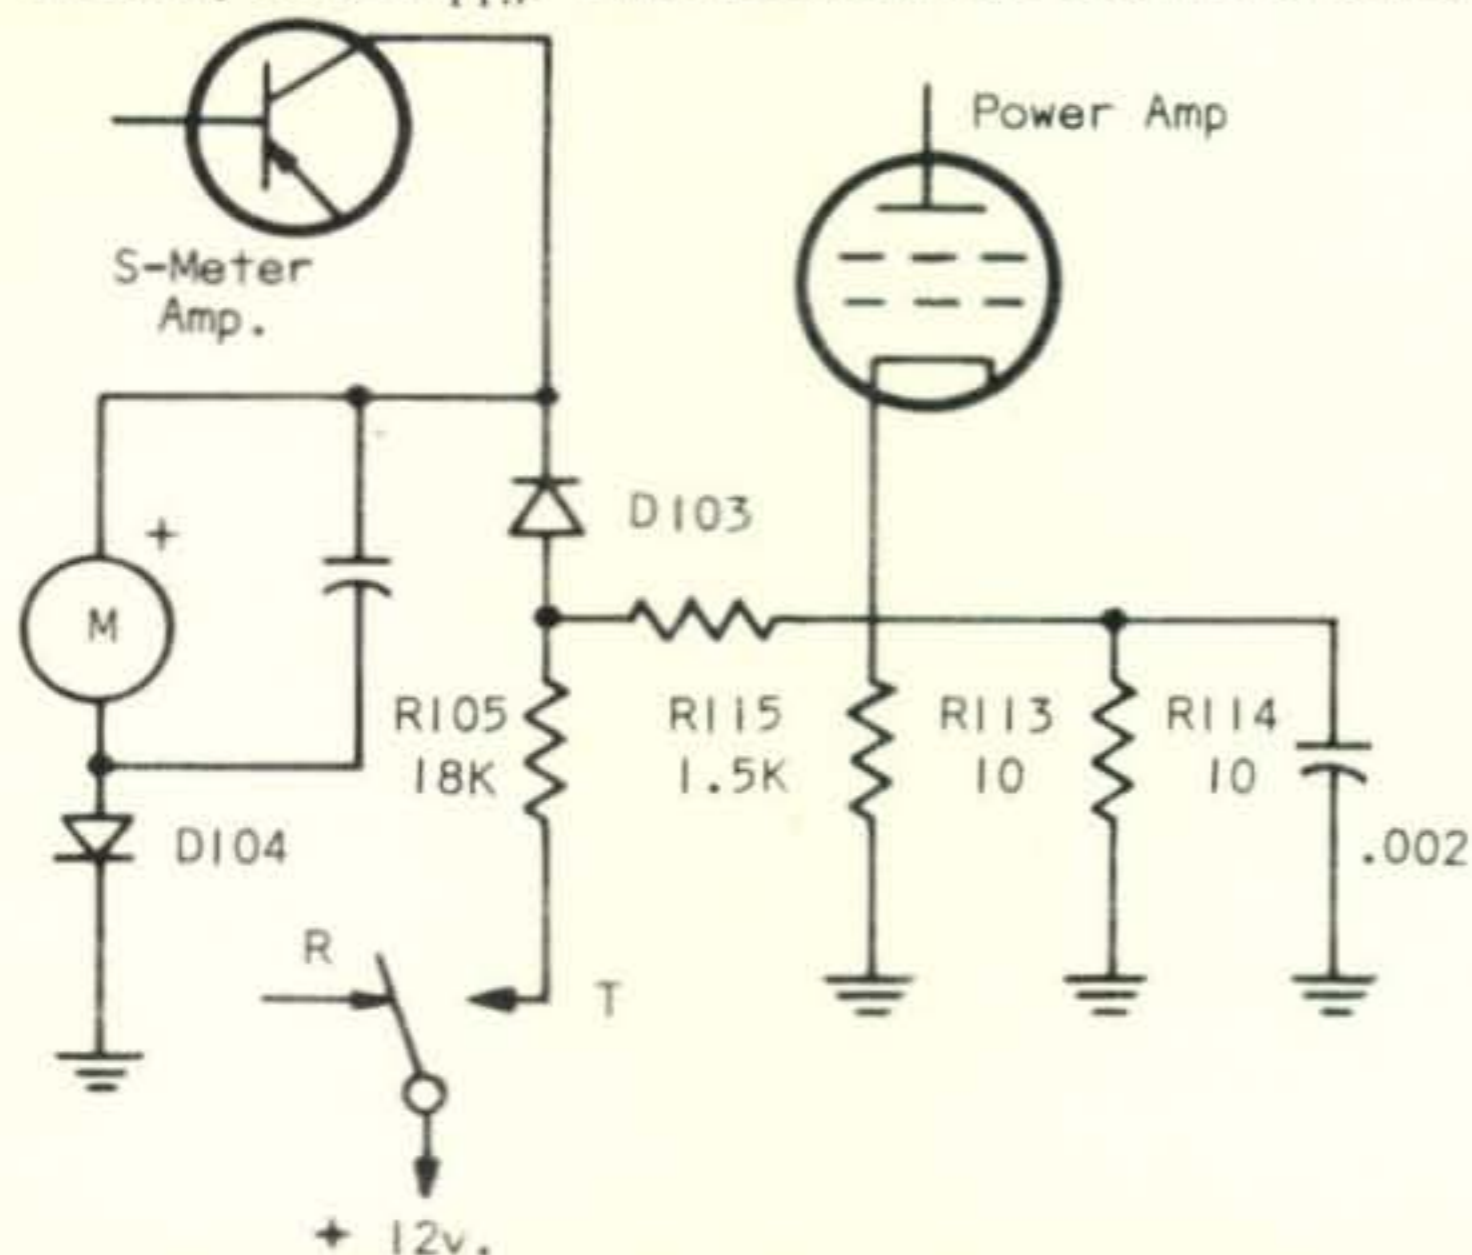 Power Amp
S-Meter
Amp.
D103
+
M
R105
18K
R115
1.5K
R113
10
R114
10
D104
.002
R
T
+ 12v.